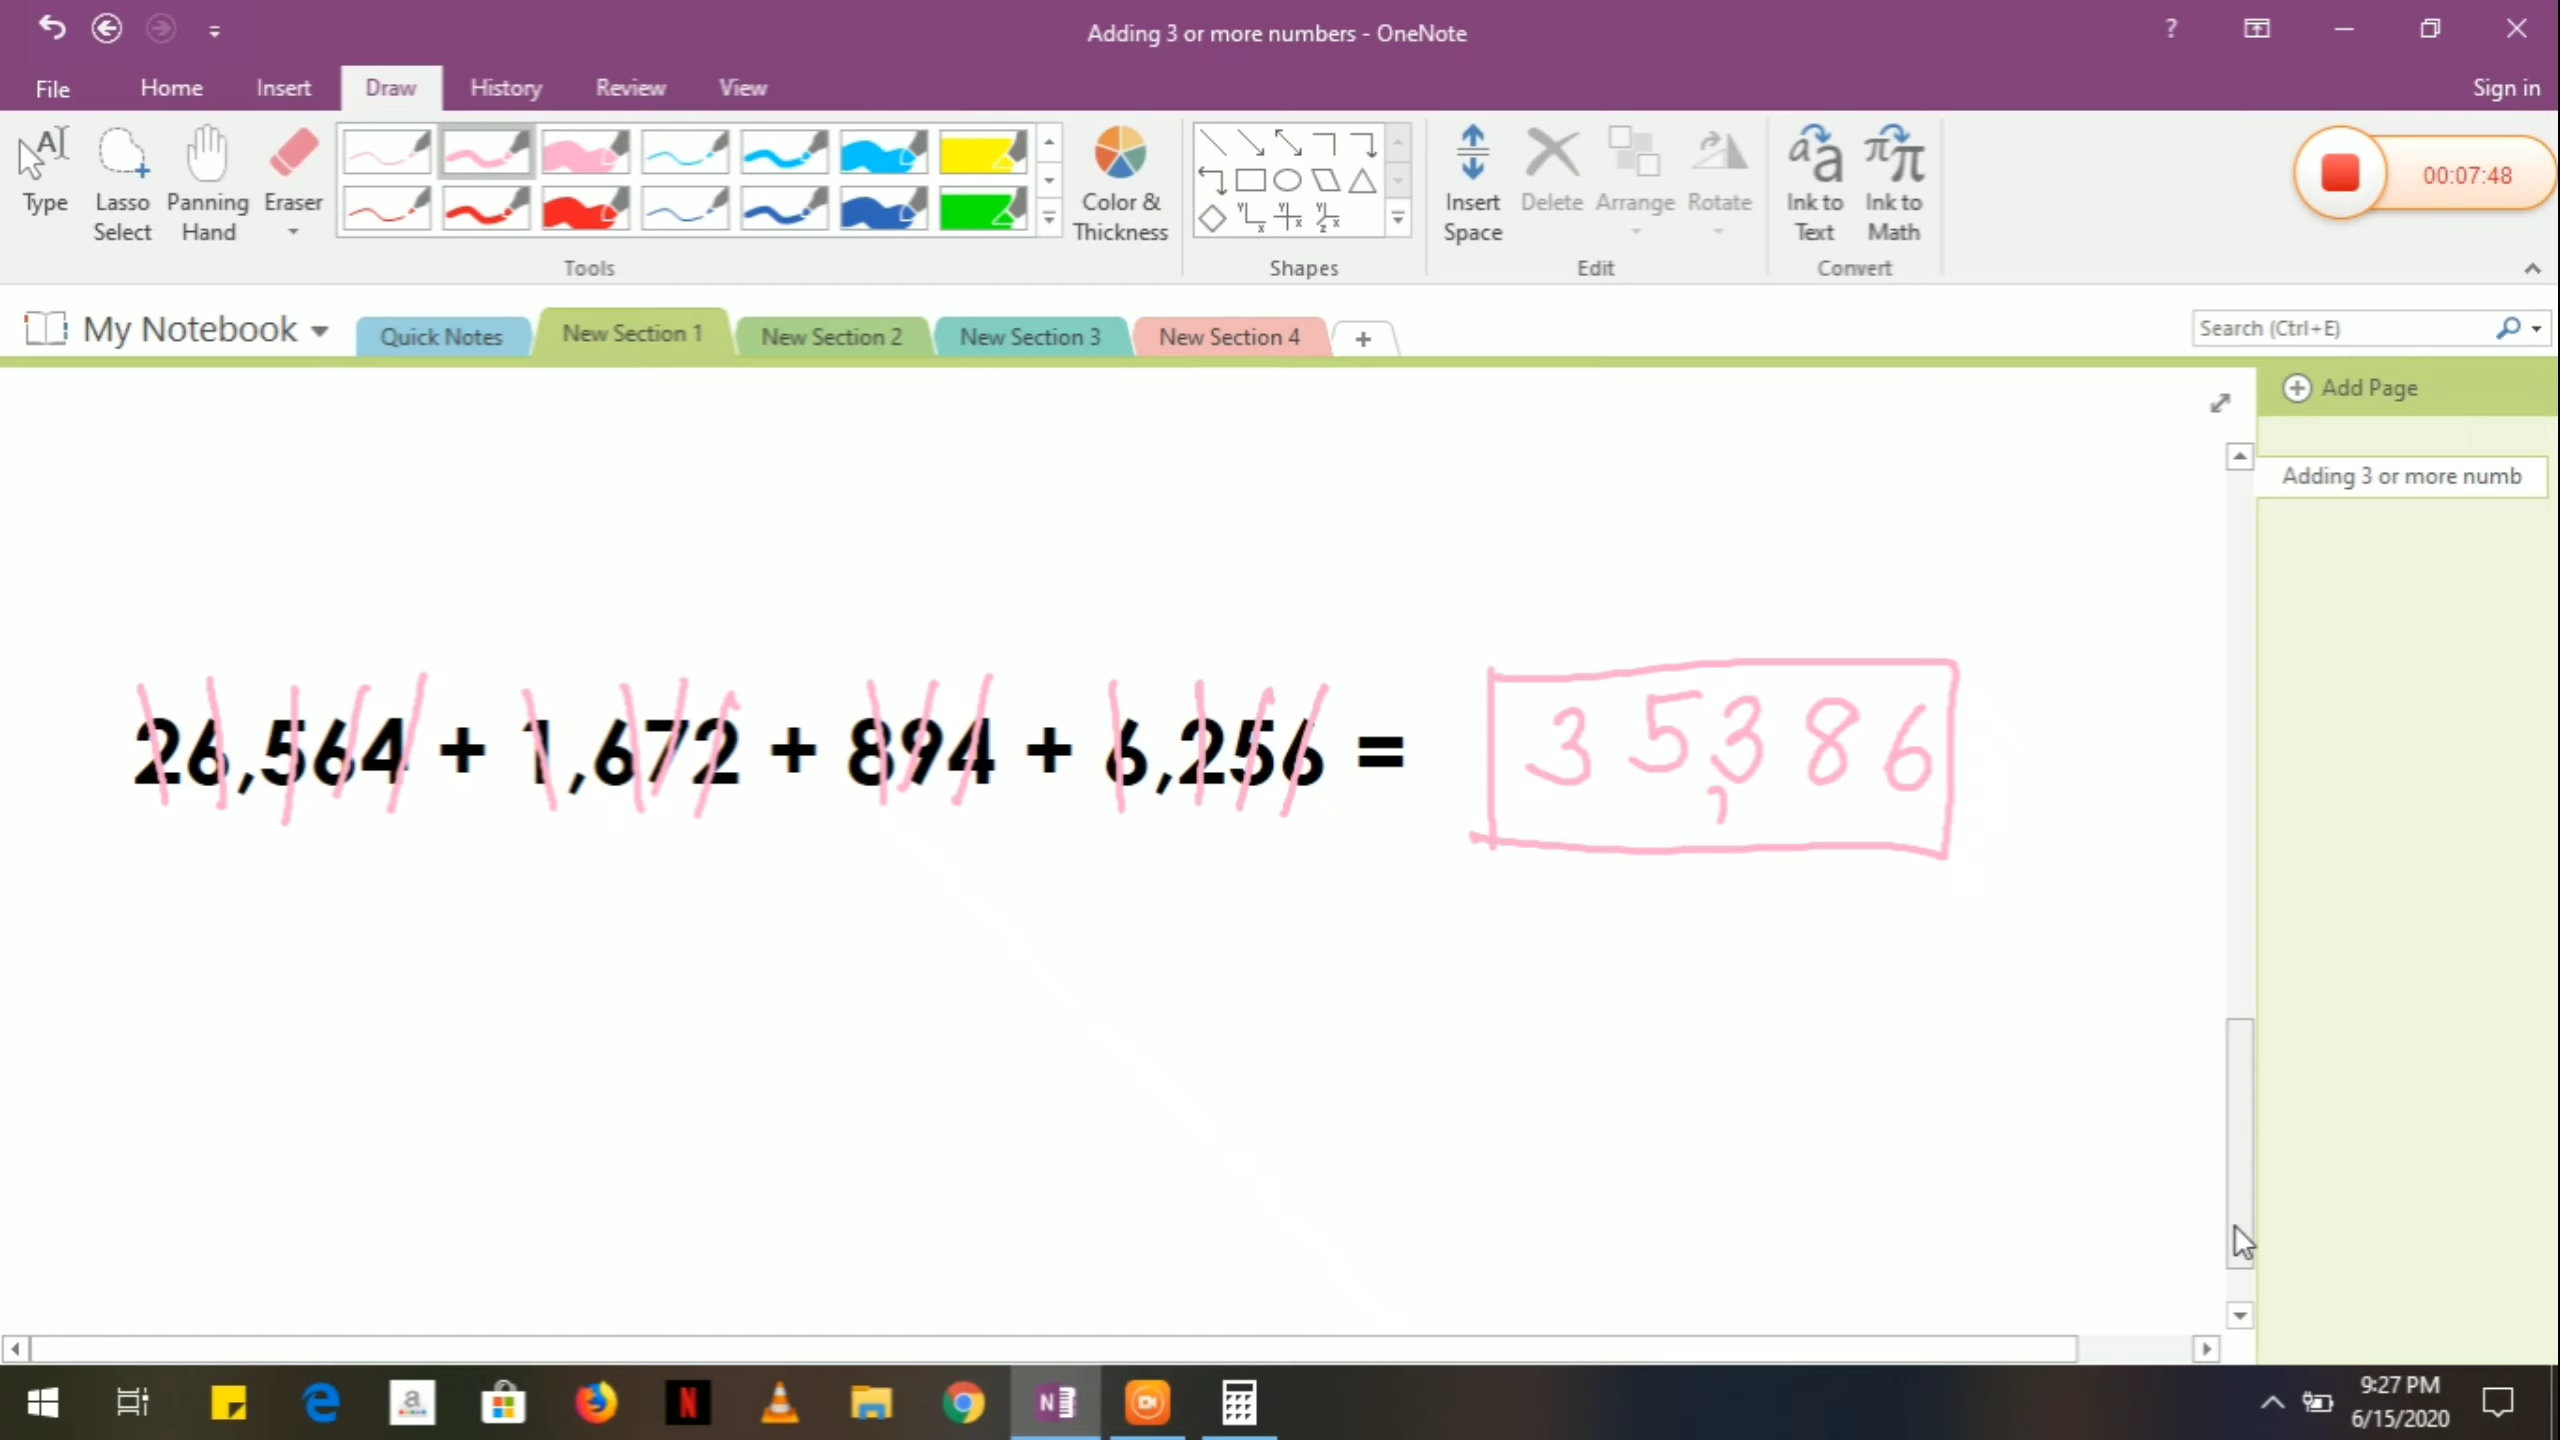 Adding 3 or more numbers - OneNote
?
File Home Insert Draw History Review View Sign in
Type
Lasso Select
Panning Hand
Eraser
Color & Thickness
Insert Space
Delete
Arrange
Rotate
Ink to Text
Ink to Math
00:07:48
Tools Shapes Edit Convert
My Notebook Quick Notes New Section 1 New Section 2 New Section 3 New Section 4 + Search (Ctrl+E)
Add Page
Adding 3 or more numb
26,564 + 1,672 + 894 + 6,256 = 35,386
9:27 PM
6/15/2020